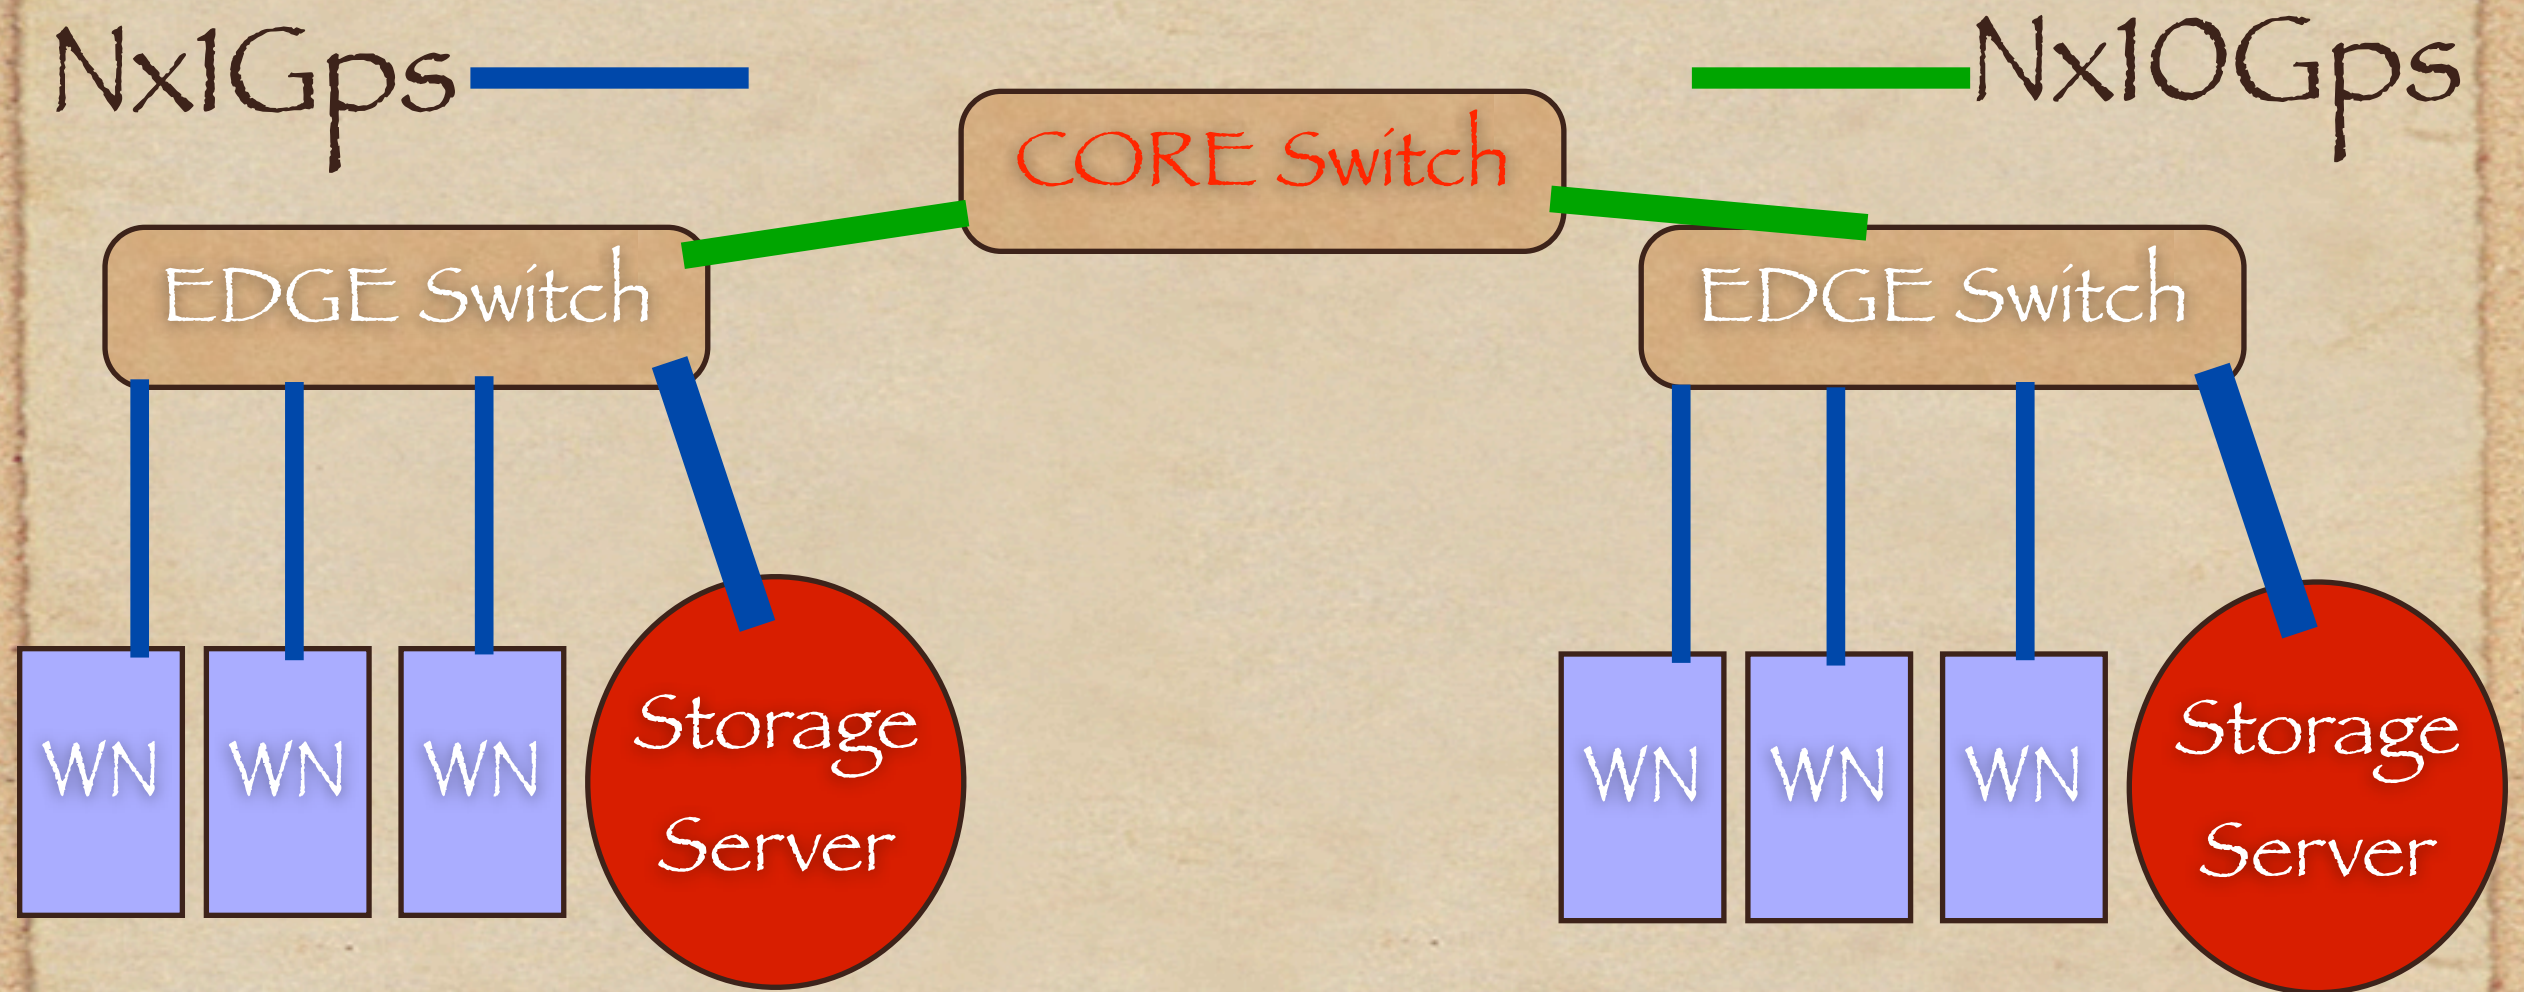 Nx1Gps
Nx10Gps
CORE Switch
EDGE Switch
EDGE Switch
WN
WN
WN
Storage
Server
WN
WN
WN
Storage
Server